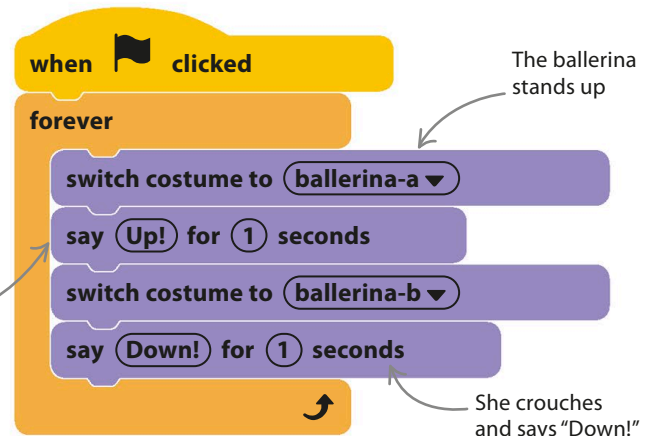 when clicked
The ballerina
stands up
forever
switch costume to ballerina-a
say Up! for 1 seconds
switch costume to ballerina-b
say Down! for 1 seconds
She crouches
and says “Down!”